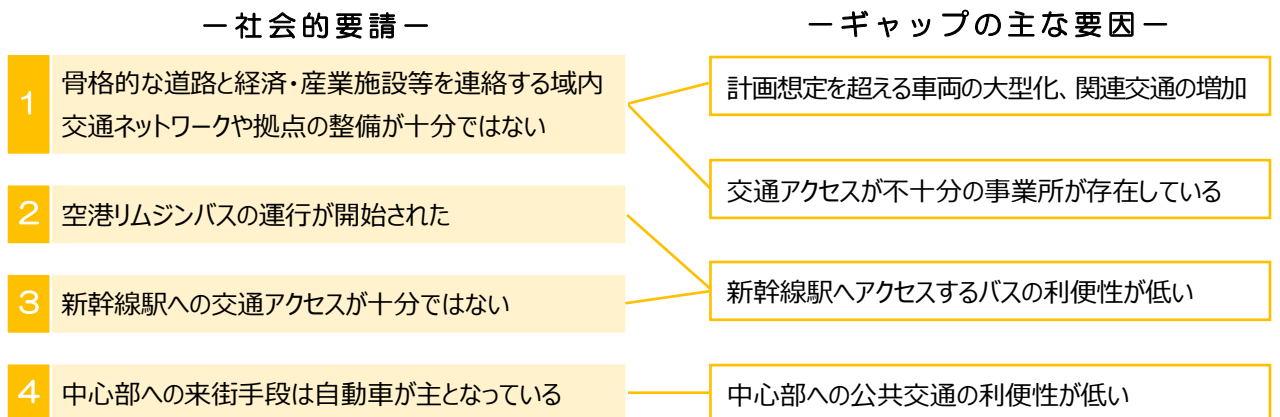 －社会的要請－
－ギャップの主な要因－
1
骨格的な道路と経済・産業施設等を連絡する域内
交通ネットワークや拠点の整備が十分ではない
計画想定を超える車両の大型化、関連交通の増加
交通アクセスが不十分の事業所が存在している
2
空港リムジンバスの運行が開始された
3
新幹線駅への交通アクセスが十分ではない
新幹線駅へアクセスするバスの利便性が低い
4
中心部への来街手段は自動車が主となっている
中心部への公共交通の利便性が低い